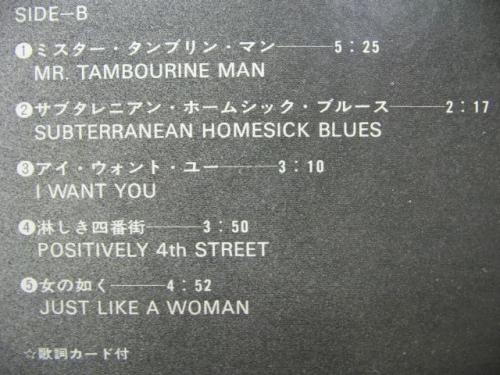 SIDE-B
❶ミスター・タンブリン・マン———5:25
MR. TAMBOURINE MAN
❷サブタレニアン・ホームシック・ブルース———2:17
SUBTERRANEAN HOMESICK BLUES
❸アイ・ウォント・ユー———3:10
I WANT YOU
❹淋しき四番街———3:50
POSITIVELY 4th STREET
❺女の如く———4:52
JUST LIKE A WOMAN
☆歌詞カード付